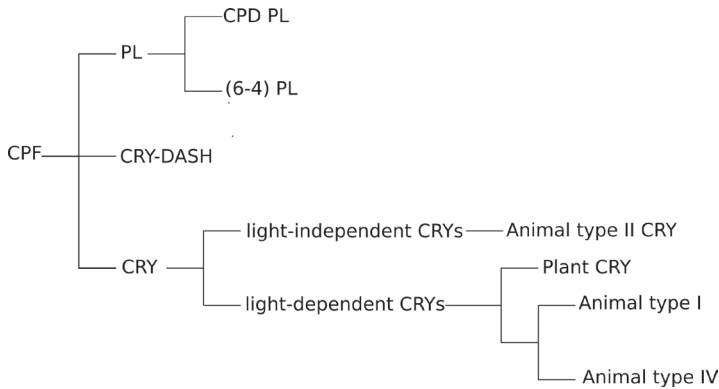 CPD PL
PL
(6-4) PL
CPF
CRY-DASH
light-independent CRYs
Animal type II CRY
CRY
Plant CRY
light-dependent CRYs
Animal type I
Animal type IV